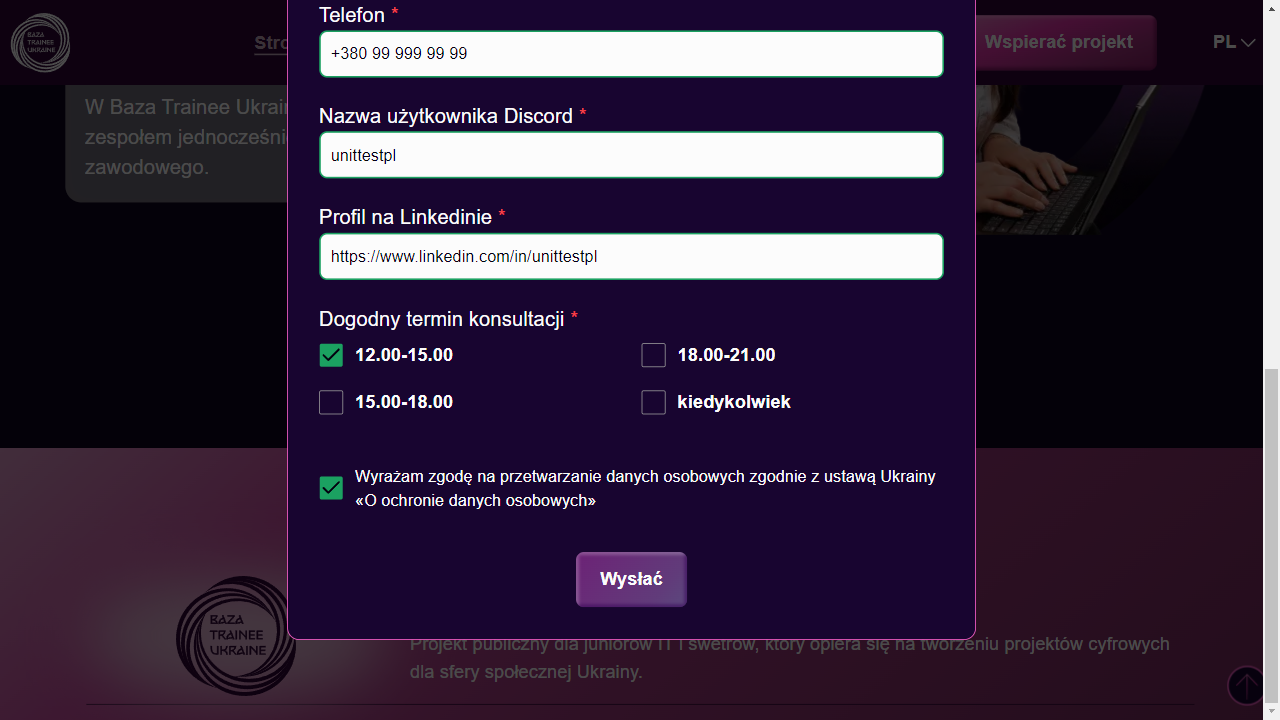 Telefon *
BAZA
TRAINEE
UKRAINE
Stro
+380 99 999 99 99
Wspierać projekt
PL
W Baza Trainee Ukrai
zespołem jednocześni
zawodowego.
Nazwa użytkownika Discord *
unittestpl
Profil na Linkedinie *
https://www.linkedin.com/in/unittestpl
Dogodny termin konsultacji *
12.00-15.00
18.00-21.00
15.00-18.00
kiedykolwiek
Wyrażam zgodę na przetwarzanie danych osobowych zgodnie z ustawą Ukrainy
«O ochronie danych osobowych»
Wysłać
BAZA
TRAINEE
UKRAINE
Projekt publiczny dla juniorów IT i swetrów, który opiera się na tworzeniu projektów cyfrowych
dla sfery społecznej Ukrainy.